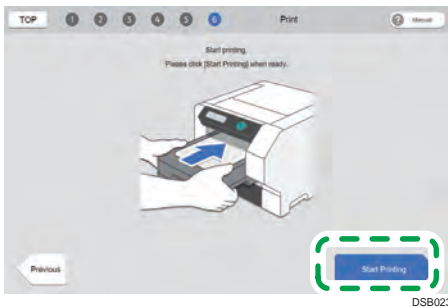 TOP 1 2 3 4 5 6 Print ? Manual
Start printing.
Please click [Start Printing] when ready.
Previous
Start Printing